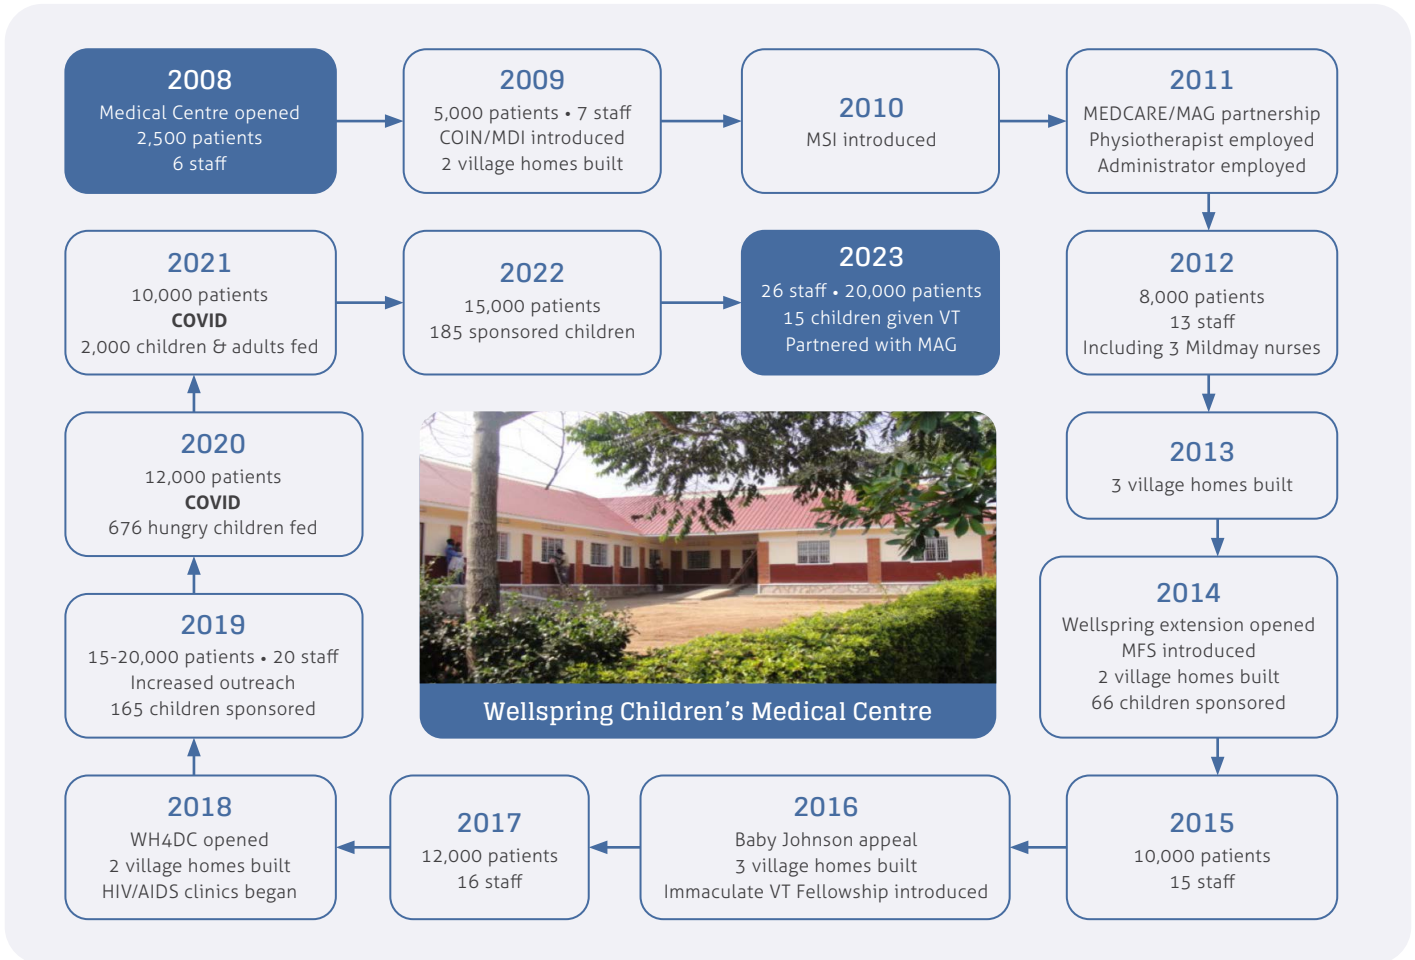 2008
Medical Centre opened
2,500 patients
6 staff
2009
5,000 patients • 7 staff
COIN/MDI introduced
2 village homes built
2010
MSI introduced
2011
MEDCARE/MAG partnership
Physiotherapist employed
Administrator employed
2012
8,000 patients
13 staff
Including 3 Mildmay nurses
2013
3 village homes built
2014
Wellspring extension opened
MFS introduced
2 village homes built
66 children sponsored
2015
10,000 patients
15 staff
2016
Baby Johnson appeal
3 village homes built
Immaculate VT Fellowship introduced
2017
12,000 patients
16 staff
2018
WH4DC opened
2 village homes built
HIV/AIDS clinics began
2019
15-20,000 patients • 20 staff
Increased outreach
165 children sponsored
2020
12,000 patients
COVID
676 hungry children fed
2021
10,000 patients
COVID
2,000 children & adults fed
2022
15,000 patients
185 sponsored children
2023
26 staff • 20,000 patients
15 children given VT
Partnered with MAG
Wellspring Children's Medical Centre